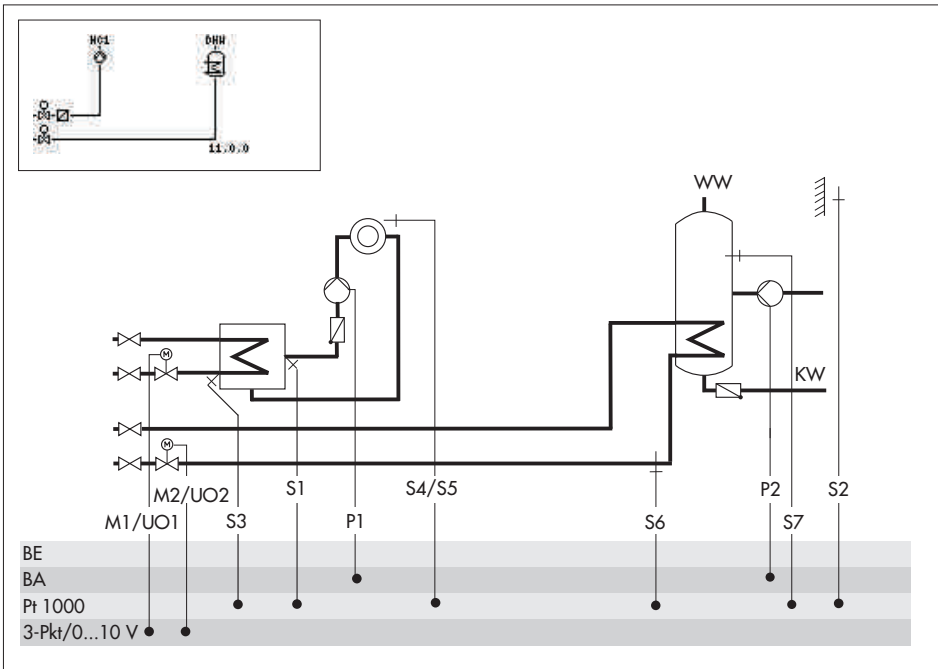 HC1 DHW
11.0.0
WW
M
KW
M
M2/UO2 S1 S4/S5 P2 S2
M1/UO1 S3 P1 S6 S7
BE
BA
Pt 1000
3-Pkt/0...10 V